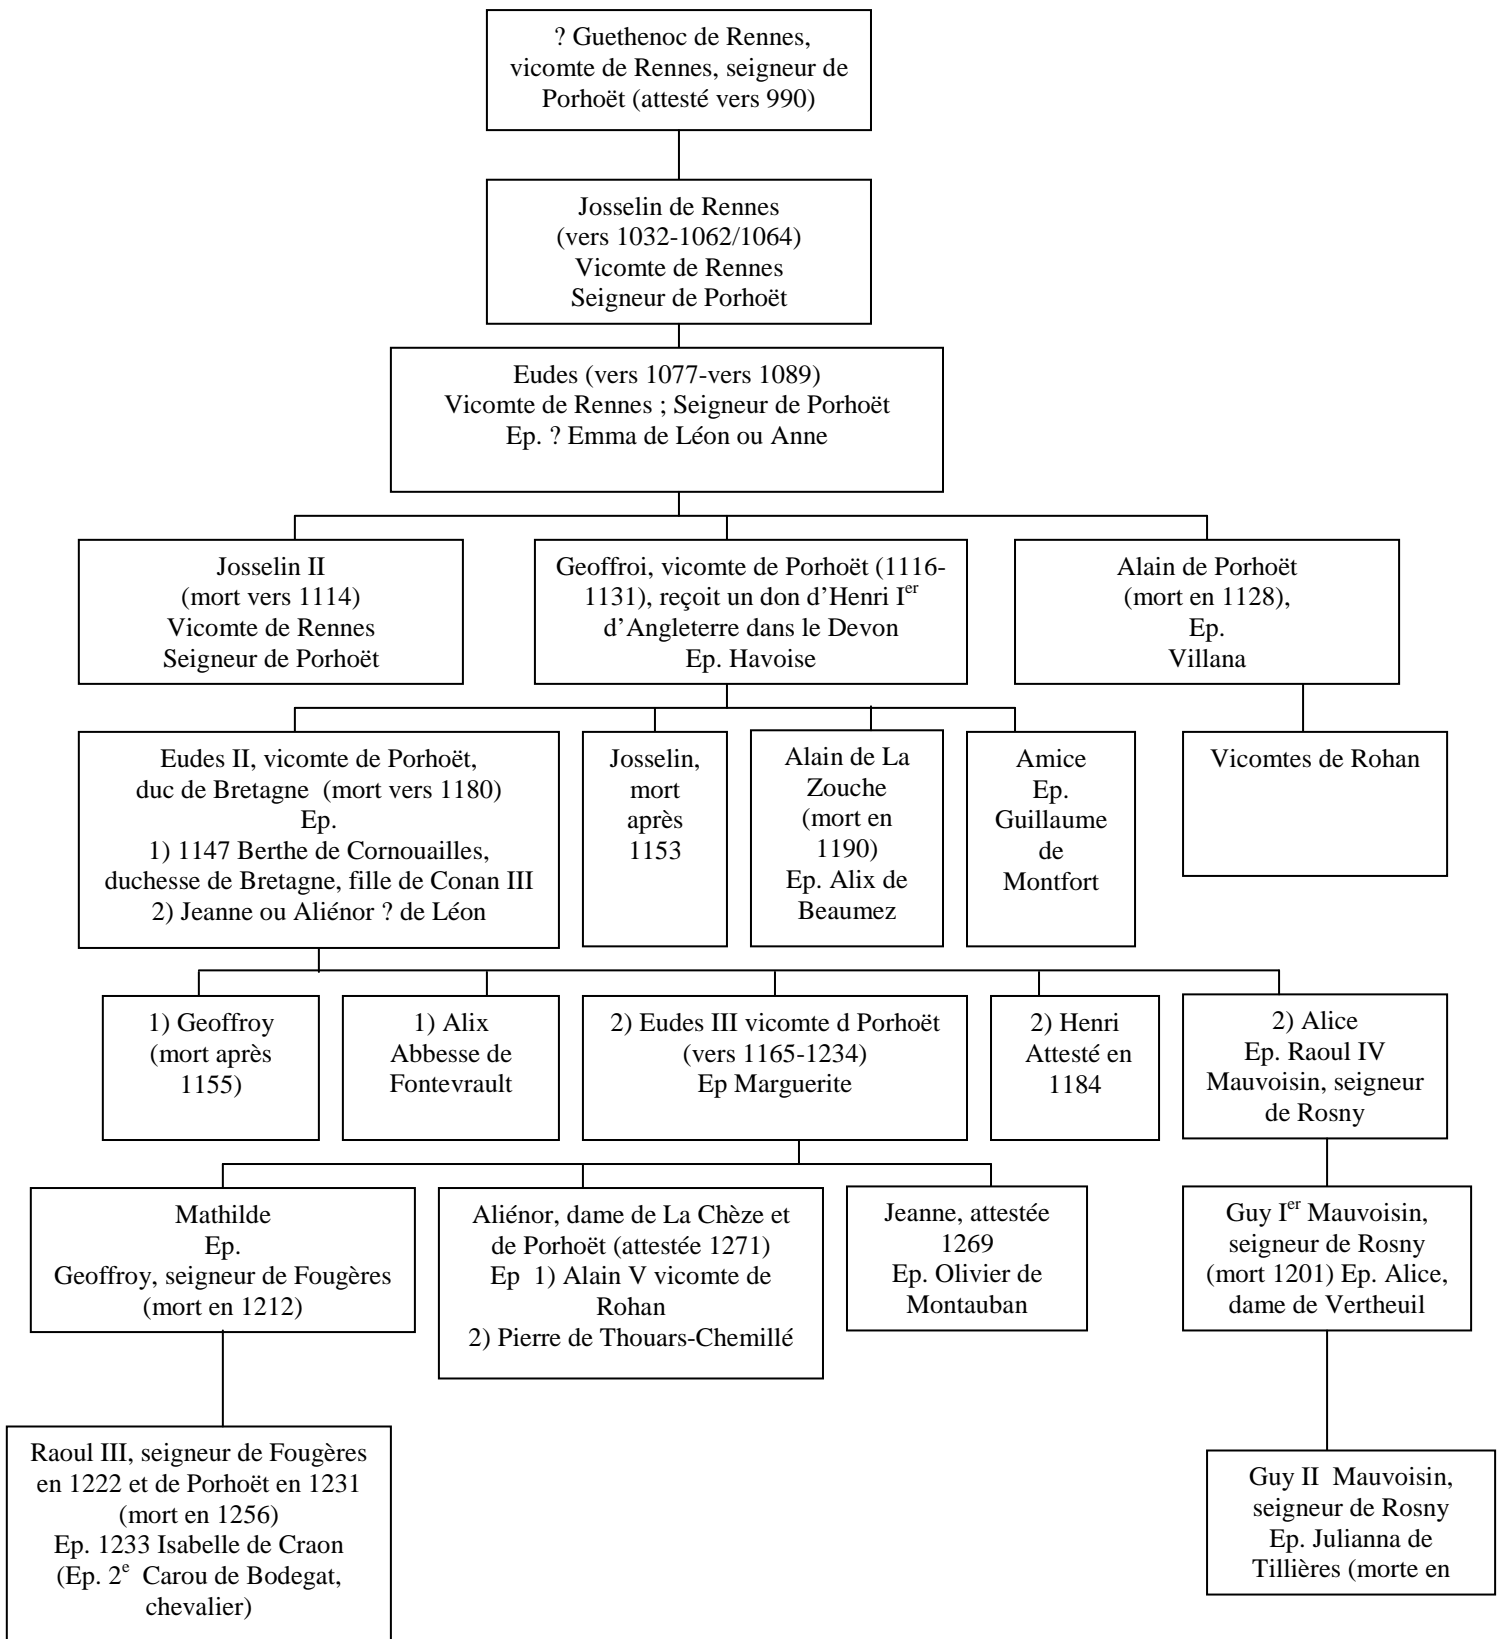 ? Guethenoc de Rennes,
vicomte de Rennes, seigneur de
Porhoët (attesté vers 990)
Josselin de Rennes
(vers 1032-1062/1064)
Vicomte de Rennes
Seigneur de Porhoët
Eudes (vers 1077-vers 1089)
Vicomte de Rennes ; Seigneur de Porhoët
Ep. ? Emma de Léon ou Anne
Josselin II
(mort vers 1114)
Vicomte de Rennes
Seigneur de Porhoët
Geoffroi, vicomte de Porhoët (1116-
1131), reçoit un don d’Henri Ier
d’Angleterre dans le Devon
Ep. Havoise
Alain de Porhoët
(mort en 1128),
Ep.
Villana
Eudes II, vicomte de Porhoët,
duc de Bretagne (mort vers 1180)
Ep.
1) 1147 Berthe de Cornouailles,
duchesse de Bretagne, fille de Conan III
2) Jeanne ou Aliénor ? de Léon
Josselin,
mort
après
1153
Alain de La
Zouche
(mort en
1190)
Ep. Alix de
Beaumez
Amice
Ep.
Guillaume
de
Montfort
Vicomtes de Rohan
1) Geoffroy
(mort après
1155)
1) Alix
Abbesse de
Fontevrault
2) Eudes III vicomte d Porhoët
(vers 1165-1234)
Ep Marguerite
2) Henri
Attesté en
1184
2) Alice
Ep. Raoul IV
Mauvoisin, seigneur
de Rosny
Mathilde
Ep.
Geoffroy, seigneur de Fougères
(mort en 1212)
Aliénor, dame de La Chèze et
de Porhoët (attestée 1271)
Ep 1) Alain V vicomte de
Rohan
2) Pierre de Thouars-Chemillé
Jeanne, attestée
1269
Ep. Olivier de
Montauban
Guy Ier Mauvoisin,
seigneur de Rosny
(mort 1201) Ep. Alice,
dame de Vertheuil
Raoul III, seigneur de Fougères
en 1222 et de Porhoët en 1231
(mort en 1256)
Ep. 1233 Isabelle de Craon
(Ep. 2e Carou de Bodegat,
chevalier)
Guy II Mauvoisin,
seigneur de Rosny
Ep. Julianna de
Tillières (morte en